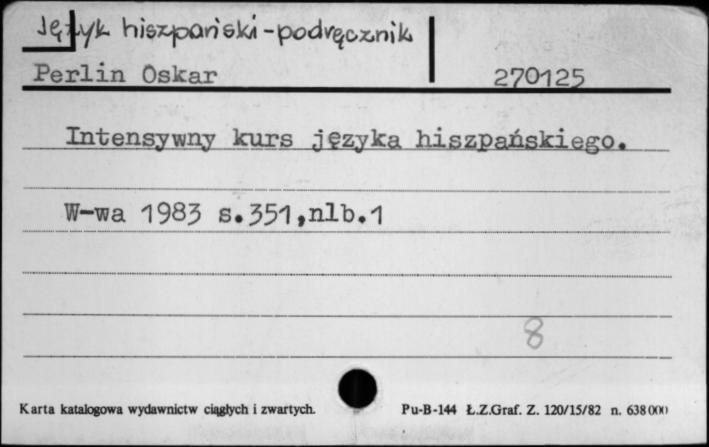 Język hiszpański-podręcznik
Perlin Oskar 270125
Intensywny kurs języka hiszpańskiego.
W-wa 1983 s.351,nlb.1
8
Karta katalogowa wydawnictw ciągłych i zwartych. Pu-B-144 Ł.Z.Graf. Z. 120/15/82 n. 638000